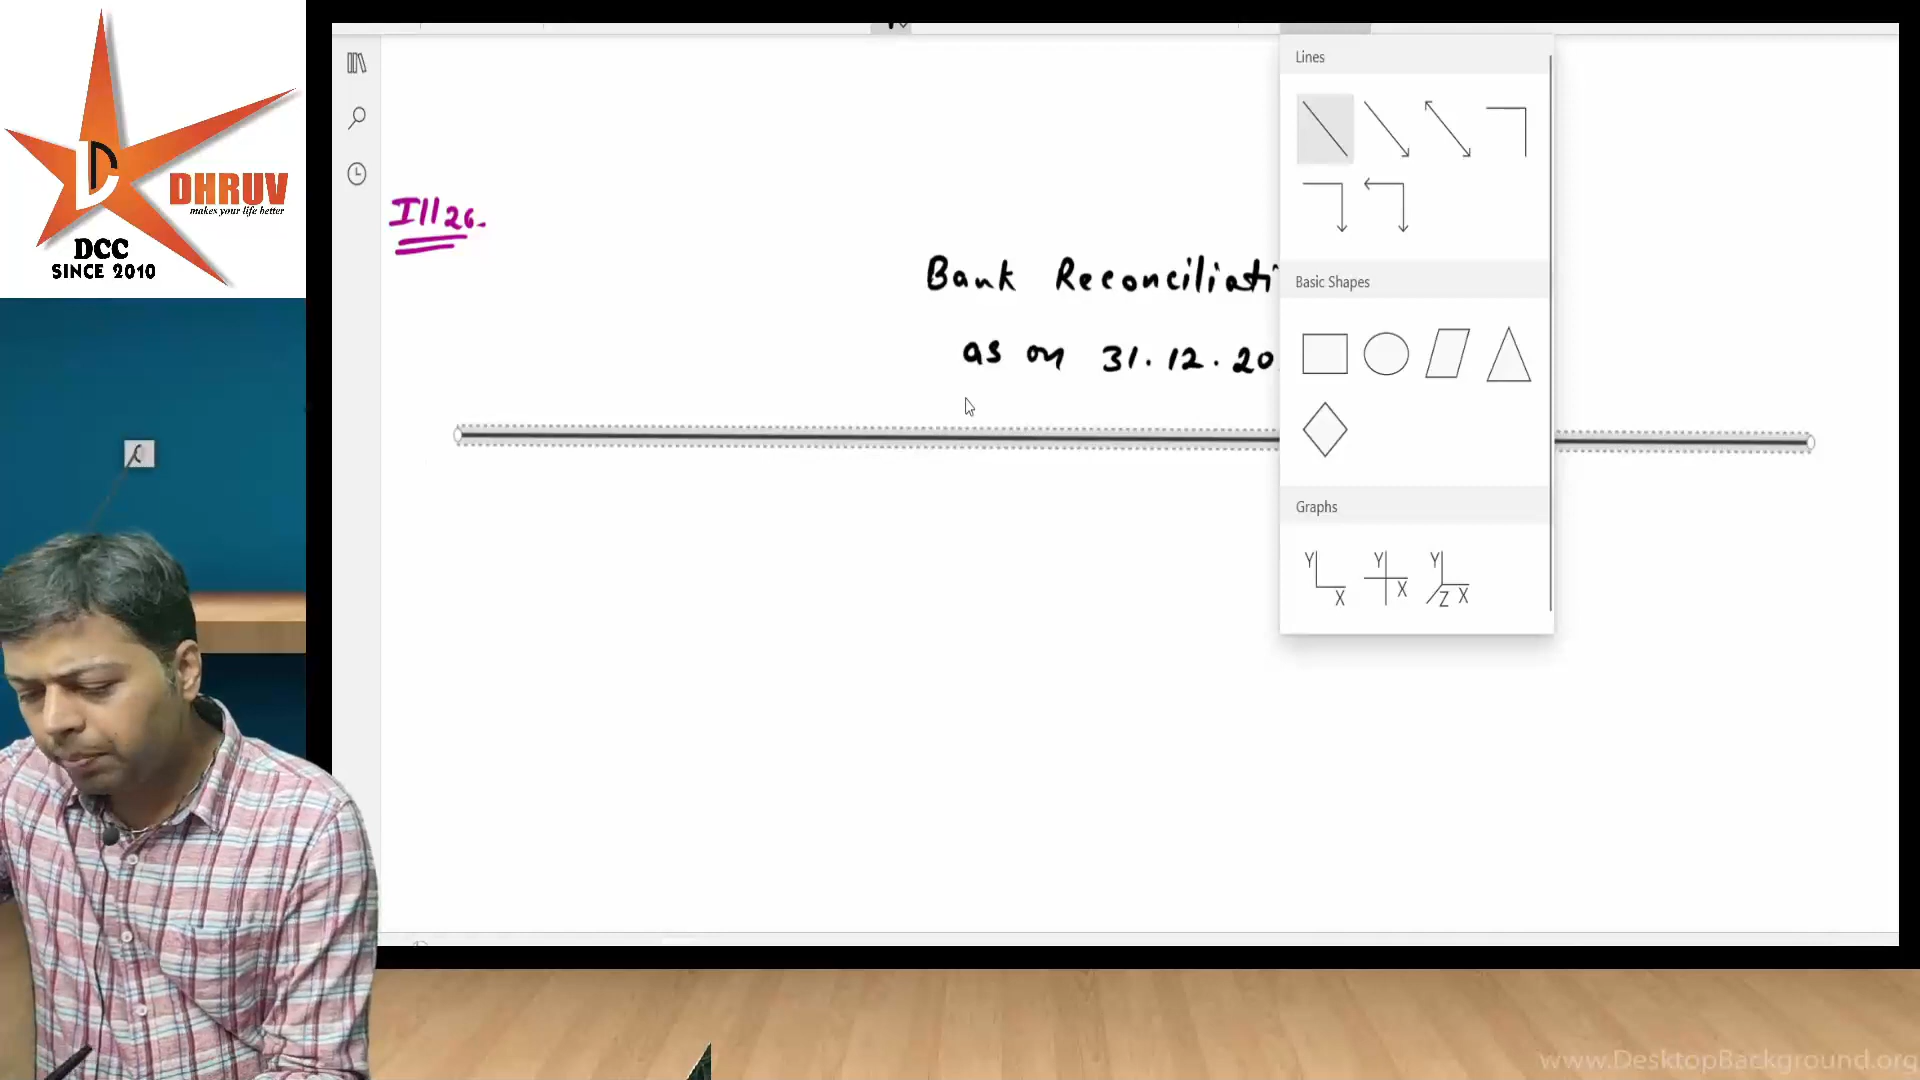 Lines
DHRUV
makes your life better
DCC
SINCE 2010
Ill 26.
Bank Reconciliati
as on 31.12.20
Basic Shapes
Graphs
Y X
Y X
Y Z X
www.DesktopBackground.org